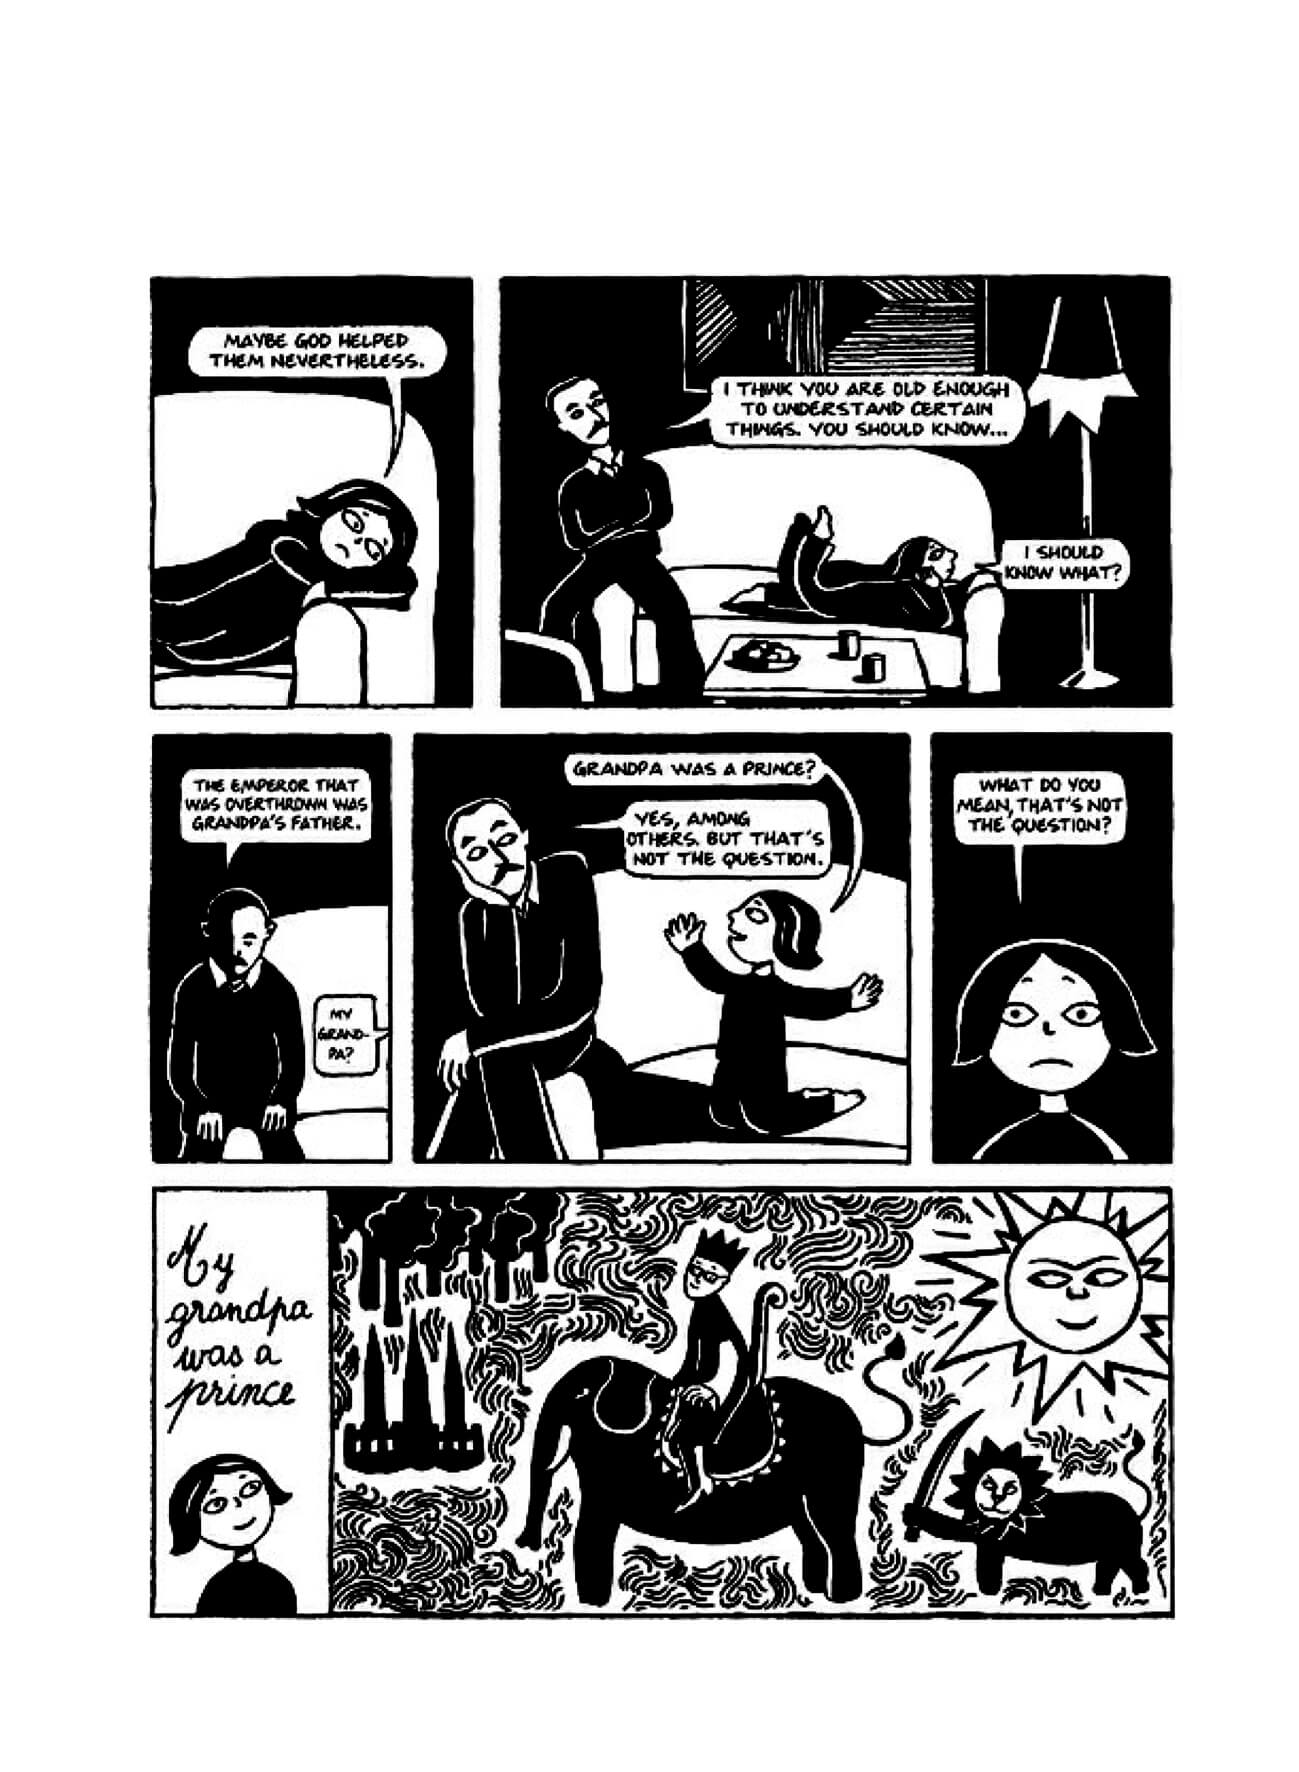 MAYBE GOD HELPED
THEM NEVERTHELESS.
I THINK YOU ARE OLD ENOUGH
TO UNDERSTAND CERTAIN
THINGS. YOU SHOULD KNOW...
I SHOULD
KNOW WHAT?
THE EMPEROR THAT
WAS OVERTHROWN WAS
GRANDPA'S FATHER.
MY
GRAND-
PA?
GRANDPA WAS A PRINCE?
YES, AMONG
OTHERS. BUT THAT'S
NOT THE QUESTION.
WHAT DO YOU
MEAN, THAT'S NOT
THE QUESTION?
My
grandpa
was a
prince